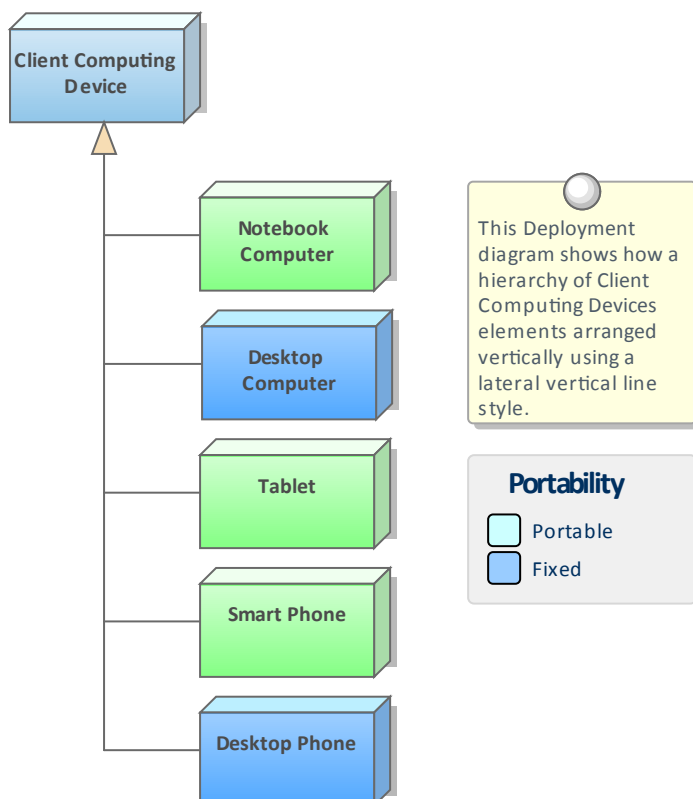 Client Computing
Device
Notebook
Computer
Desktop
Computer
Tablet
Smart Phone
Desktop Phone
This Deployment
diagram shows how a
hierarchy of Client
Computing Devices
elements arranged
vertically using a
lateral vertical line
style.
Portability
Portable
Fixed